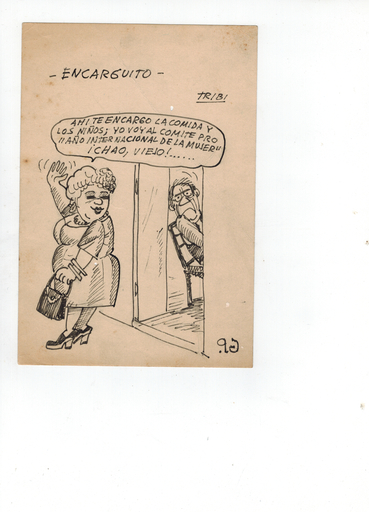 - ENCARGUITO -
TRIBI
AHI TE ENCARGO LA COMIDA Y
LOS NIÑOS; YO VOY AL COMITE PRO
"AÑO INTERNACIONAL DE LA MUJER"
¡CHAO, VIEJO!......